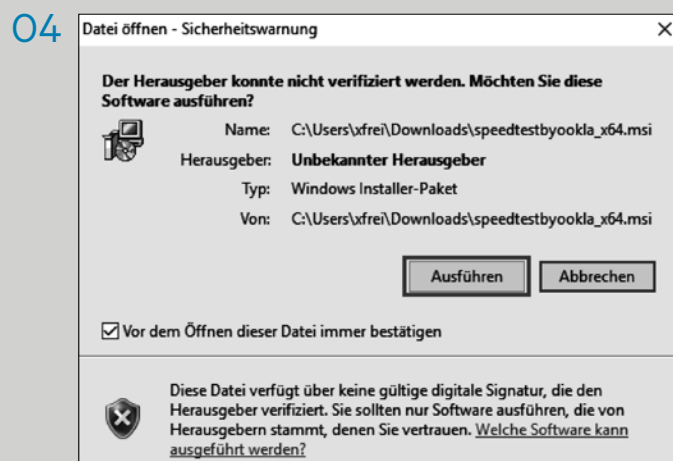 04
Datei öffnen - Sicherheitswarnung
Der Herausgeber konnte nicht verifiziert werden. Möchten Sie diese
Software ausführen?
Name: C:\Users\xfrei\Downloads\speedtestbyookla_x64.msi
Herausgeber: Unbekannter Herausgeber
Typ: Windows Installer-Paket
Von: C:\Users\xfrei\Downloads\speedtestbyookla_x64.msi
Ausführen Abbrechen
Vor dem Öffnen dieser Datei immer bestätigen
Diese Datei verfügt über keine gültige digitale Signatur, die den
Herausgeber verifiziert. Sie sollten nur Software ausführen, die von
Herausgebern stammt, denen Sie vertrauen. Welche Software kann
ausgeführt werden?